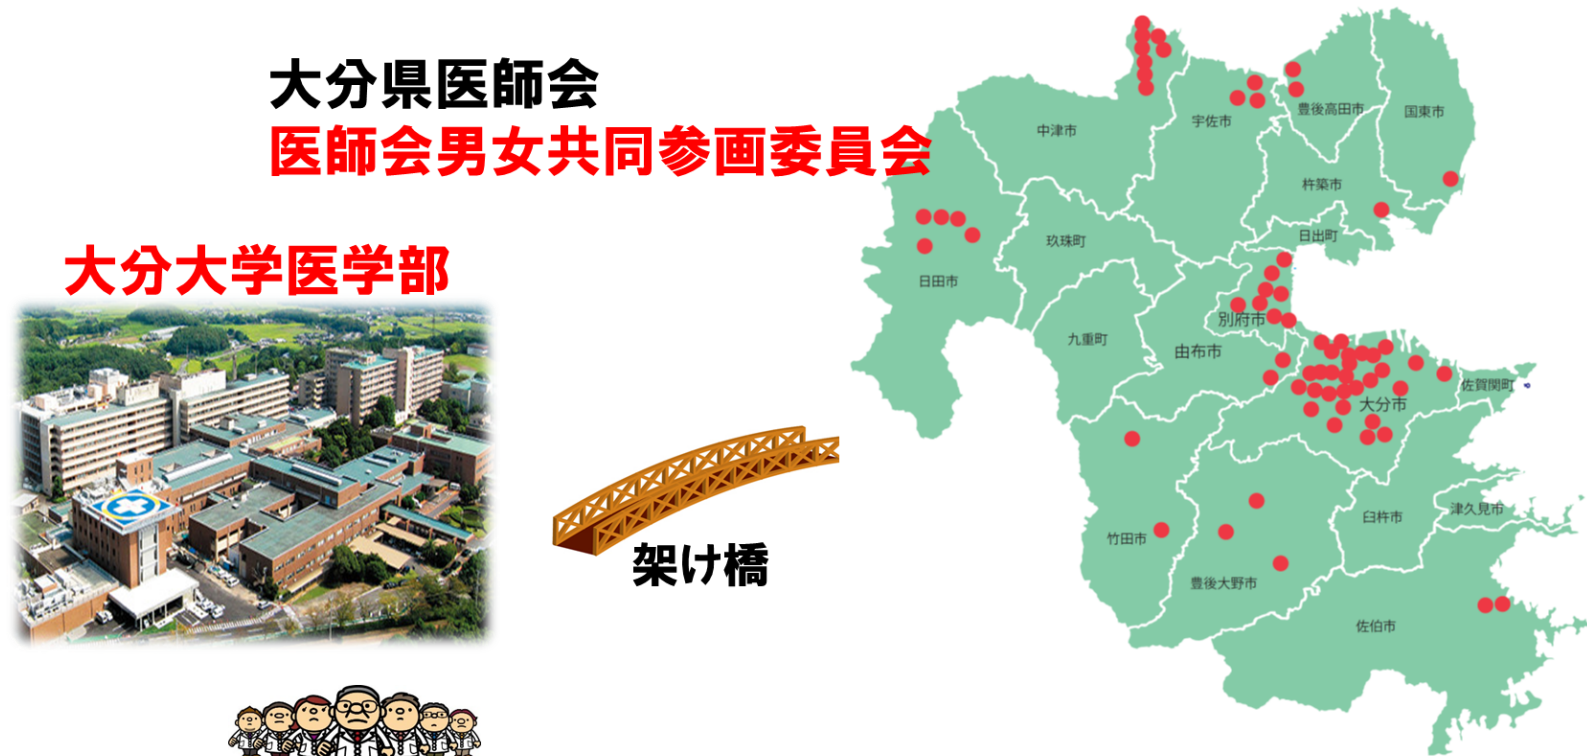 大分県医師会
医師会男女共同参画委員会
大分大学医学部
架け橋
中津市
宇佐市
豊後高田市
国東市
杵築市
日出町
玖珠町
日田市
別府市
九重町
由布市
佐賀関町
大分市
臼杵市
津久見市
竹田市
豊後大野市
佐伯市